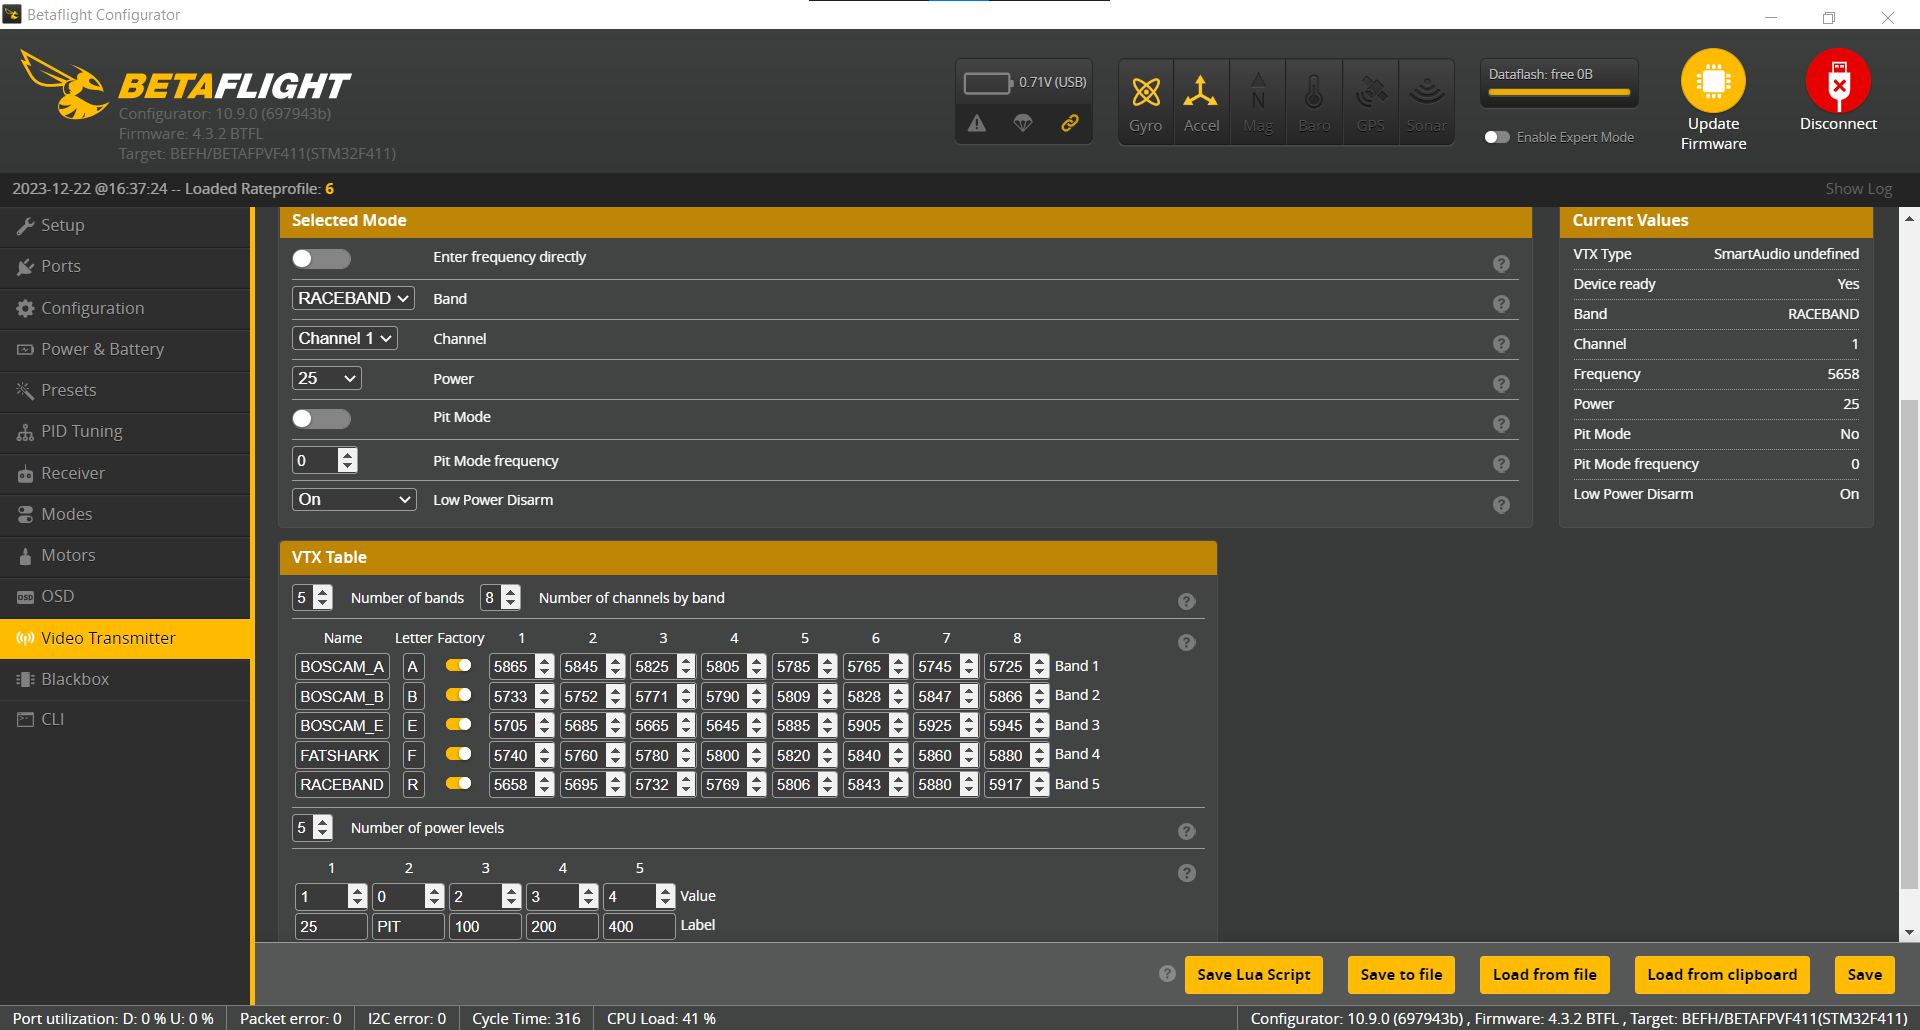 Betaflight Configurator
BETAFLIGHT
Configurator: 10.9.0 (697943b)
Firmware: 4.3.2 BTFL
Target: BEFH/BETAFPVF411(STM32F411)
0.71V (USB)
Gyro Accel Mag Baro GPS Sonar
Dataflash: free 0B
Enable Expert Mode
Update Firmware
Disconnect
2023-12-22 @16:37:24 -- Loaded Rateprofile: 6
Show Log
Setup
Ports
Configuration
Power & Battery
Presets
PID Tuning
Receiver
Modes
Motors
OSD
Video Transmitter
Blackbox
CLI
Selected Mode
Enter frequency directly
RACEBAND Band
Channel 1 Channel
25 Power
Pit Mode
0 Pit Mode frequency
On Low Power Disarm
Current Values
VTX Type SmartAudio undefined
Device ready Yes
Band RACEBAND
Channel 1
Frequency 5658
Power 25
Pit Mode No
Pit Mode frequency 0
Low Power Disarm On
VTX Table
5 Number of bands 8 Number of channels by band
Name Letter Factory 1 2 3 4 5 6 7 8
BOSCAM_A A 5865 5845 5825 5805 5785 5765 5745 5725 Band 1
BOSCAM_B B 5733 5752 5771 5790 5809 5828 5847 5866 Band 2
BOSCAM_E E 5705 5685 5665 5645 5885 5905 5925 5945 Band 3
FATSHARK F 5740 5760 5780 5800 5820 5840 5860 5880 Band 4
RACEBAND R 5658 5695 5732 5769 5806 5843 5880 5917 Band 5
5 Number of power levels
1 2 3 4 5
1 0 2 3 4 Value
25 PIT 100 200 400 Label
Save Lua Script Save to file Load from file Load from clipboard Save
Port utilization: D: 0 % U: 0 % Packet error: 0 I2C error: 0 Cycle Time: 316 CPU Load: 41 % Configurator: 10.9.0 (697943b) , Firmware: 4.3.2 BTFL , Target: BEFH/BETAFPVF411(STM32F411)